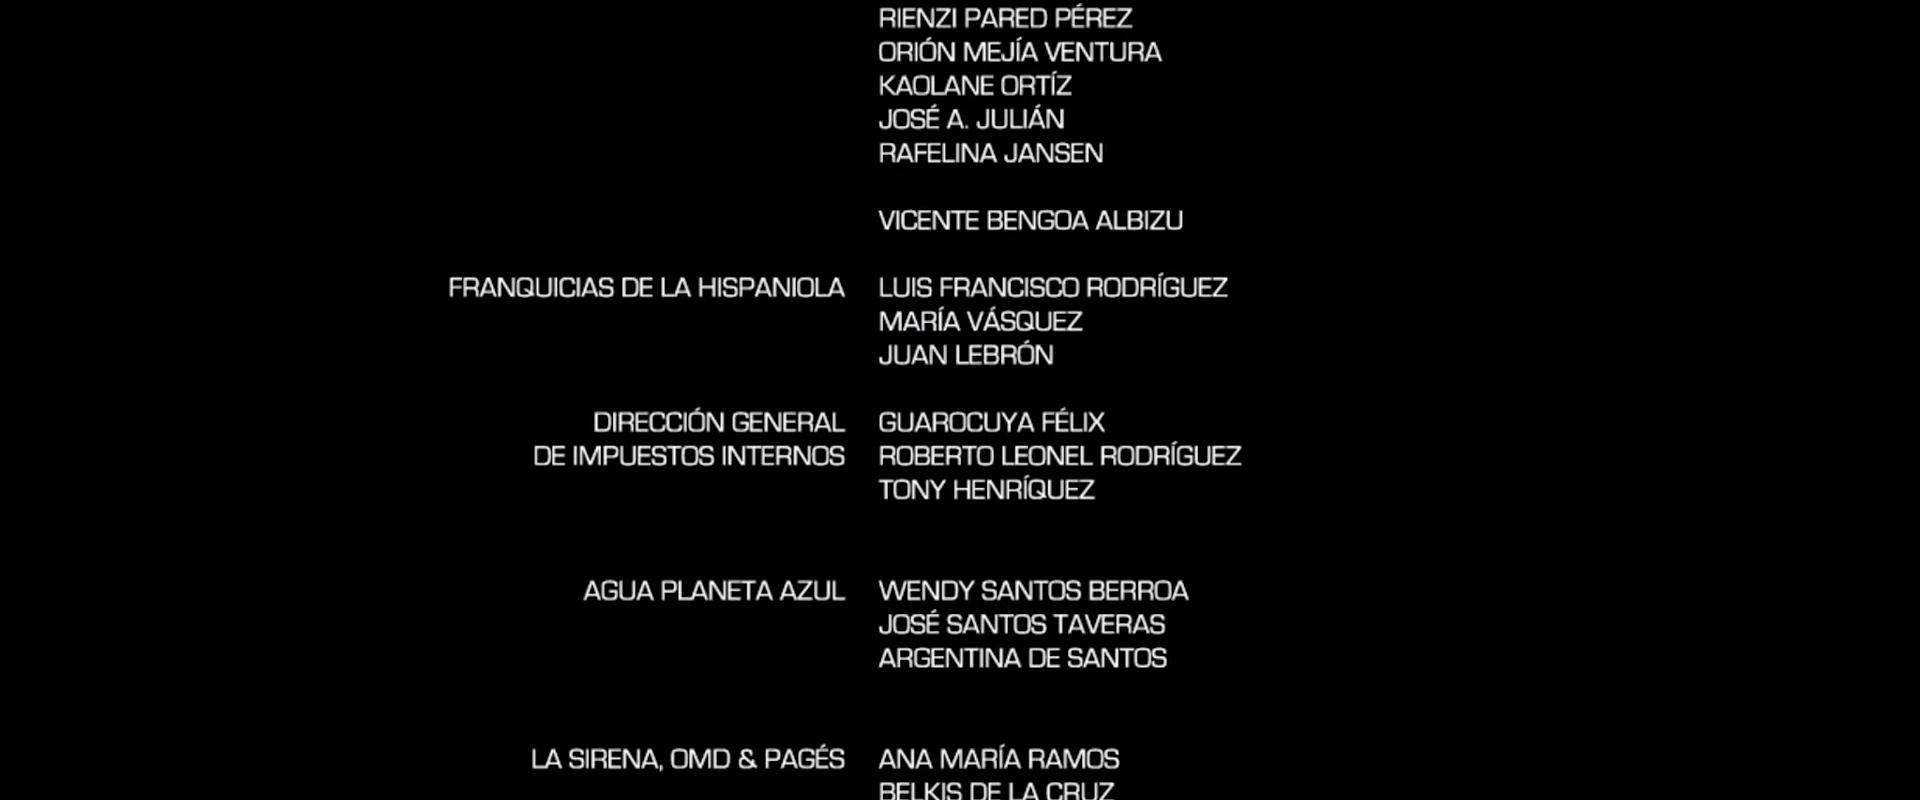 RIENZI PARED PÉREZ
ORIÓN MEJÍA VENTURA
KAOLANE ORTÍZ
JOSÉ A. JULIÁN
RAFELINA JANSEN
VICENTE BENGOA ALBIZU
FRANQUICIAS DE LA HISPANIOLA LUIS FRANCISCO RODRÍGUEZ
MARÍA VÁSQUEZ
JUAN LEBRÓN
DIRECCIÓN GENERAL GUAROCUYA FÉLIX
DE IMPUESTOS INTERNOS ROBERTO LEONEL RODRÍGUEZ
TONY HENRÍQUEZ
AGUA PLANETA AZUL WENDY SANTOS BERROA
JOSÉ SANTOS TAVERAS
ARGENTINA DE SANTOS
LA SIRENA, OMD & PAGÉS ANA MARÍA RAMOS
BELKIS DE LA CRUZ